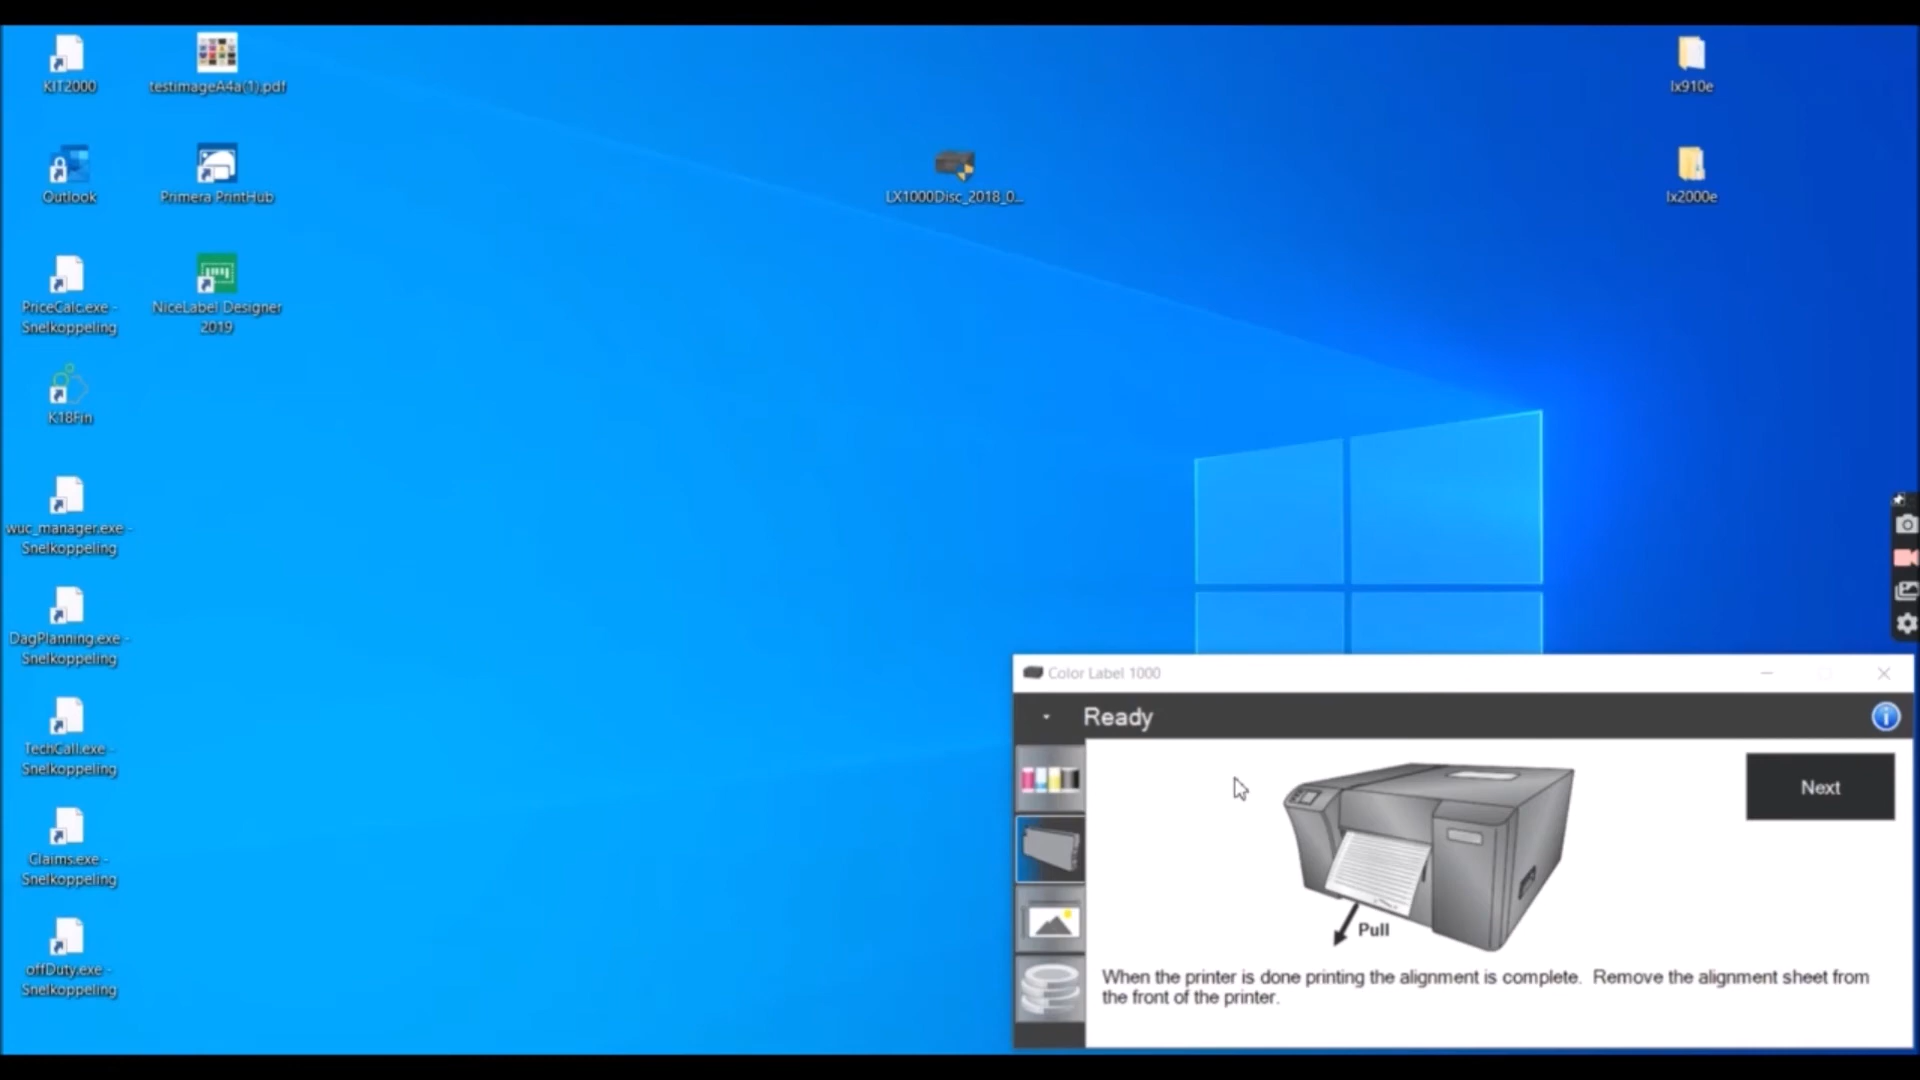 KIT2000
testimageA4a(1).pdf
lx910e
Outlook
Primera PrintHub
LX1000Disc_2018_0...
lx2000e
PriceCalc.exe -
Snelkoppeling
NiceLabel Designer
2019
K18Fin
wuc_manager.exe -
Snelkoppeling
DagPlanning.exe -
Snelkoppeling
TechCall.exe -
Snelkoppeling
Claims.exe -
Snelkoppeling
offDuty.exe -
Snelkoppeling
Color Label 1000
Ready
Next
Pull
When the printer is done printing the alignment is complete.  Remove the alignment sheet from
the front of the printer.